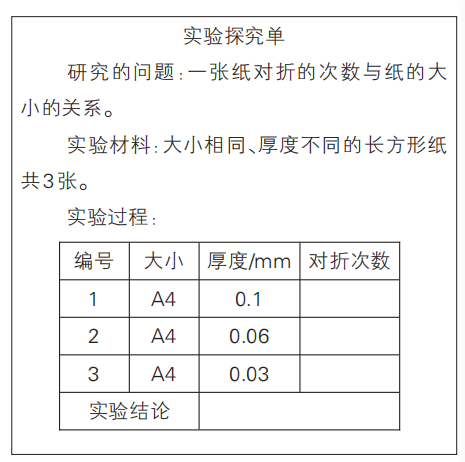 实验探究单
研究的问题:一张纸对折的次数与纸的大
小的关系。
实验材料:大小相同、厚度不同的长方形纸
共3张。
实验过程:
编号 大小 厚度/mm 对折次数
1 A4 0.1
2 A4 0.06
3 A4 0.03
实验结论